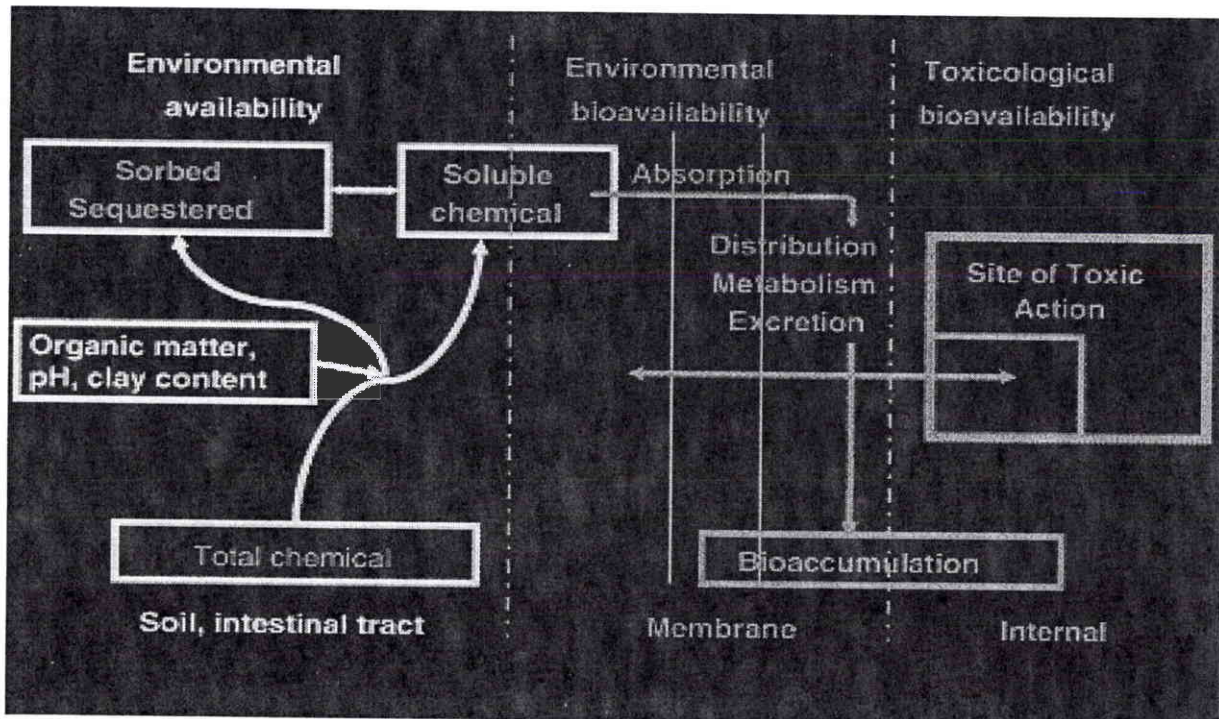 Environmental
availability
Environmental
bioavailability
Toxicological
bioavailability
Sorbed
Sequestered
Soluble
chemical
Absorption
Distribution
Metabolism
Excretion
Site of Toxic
Action
Organic matter,
pH, clay content
Total chemical
Bioaccumulation
Soil, intestinal tract
Membrane
Internal